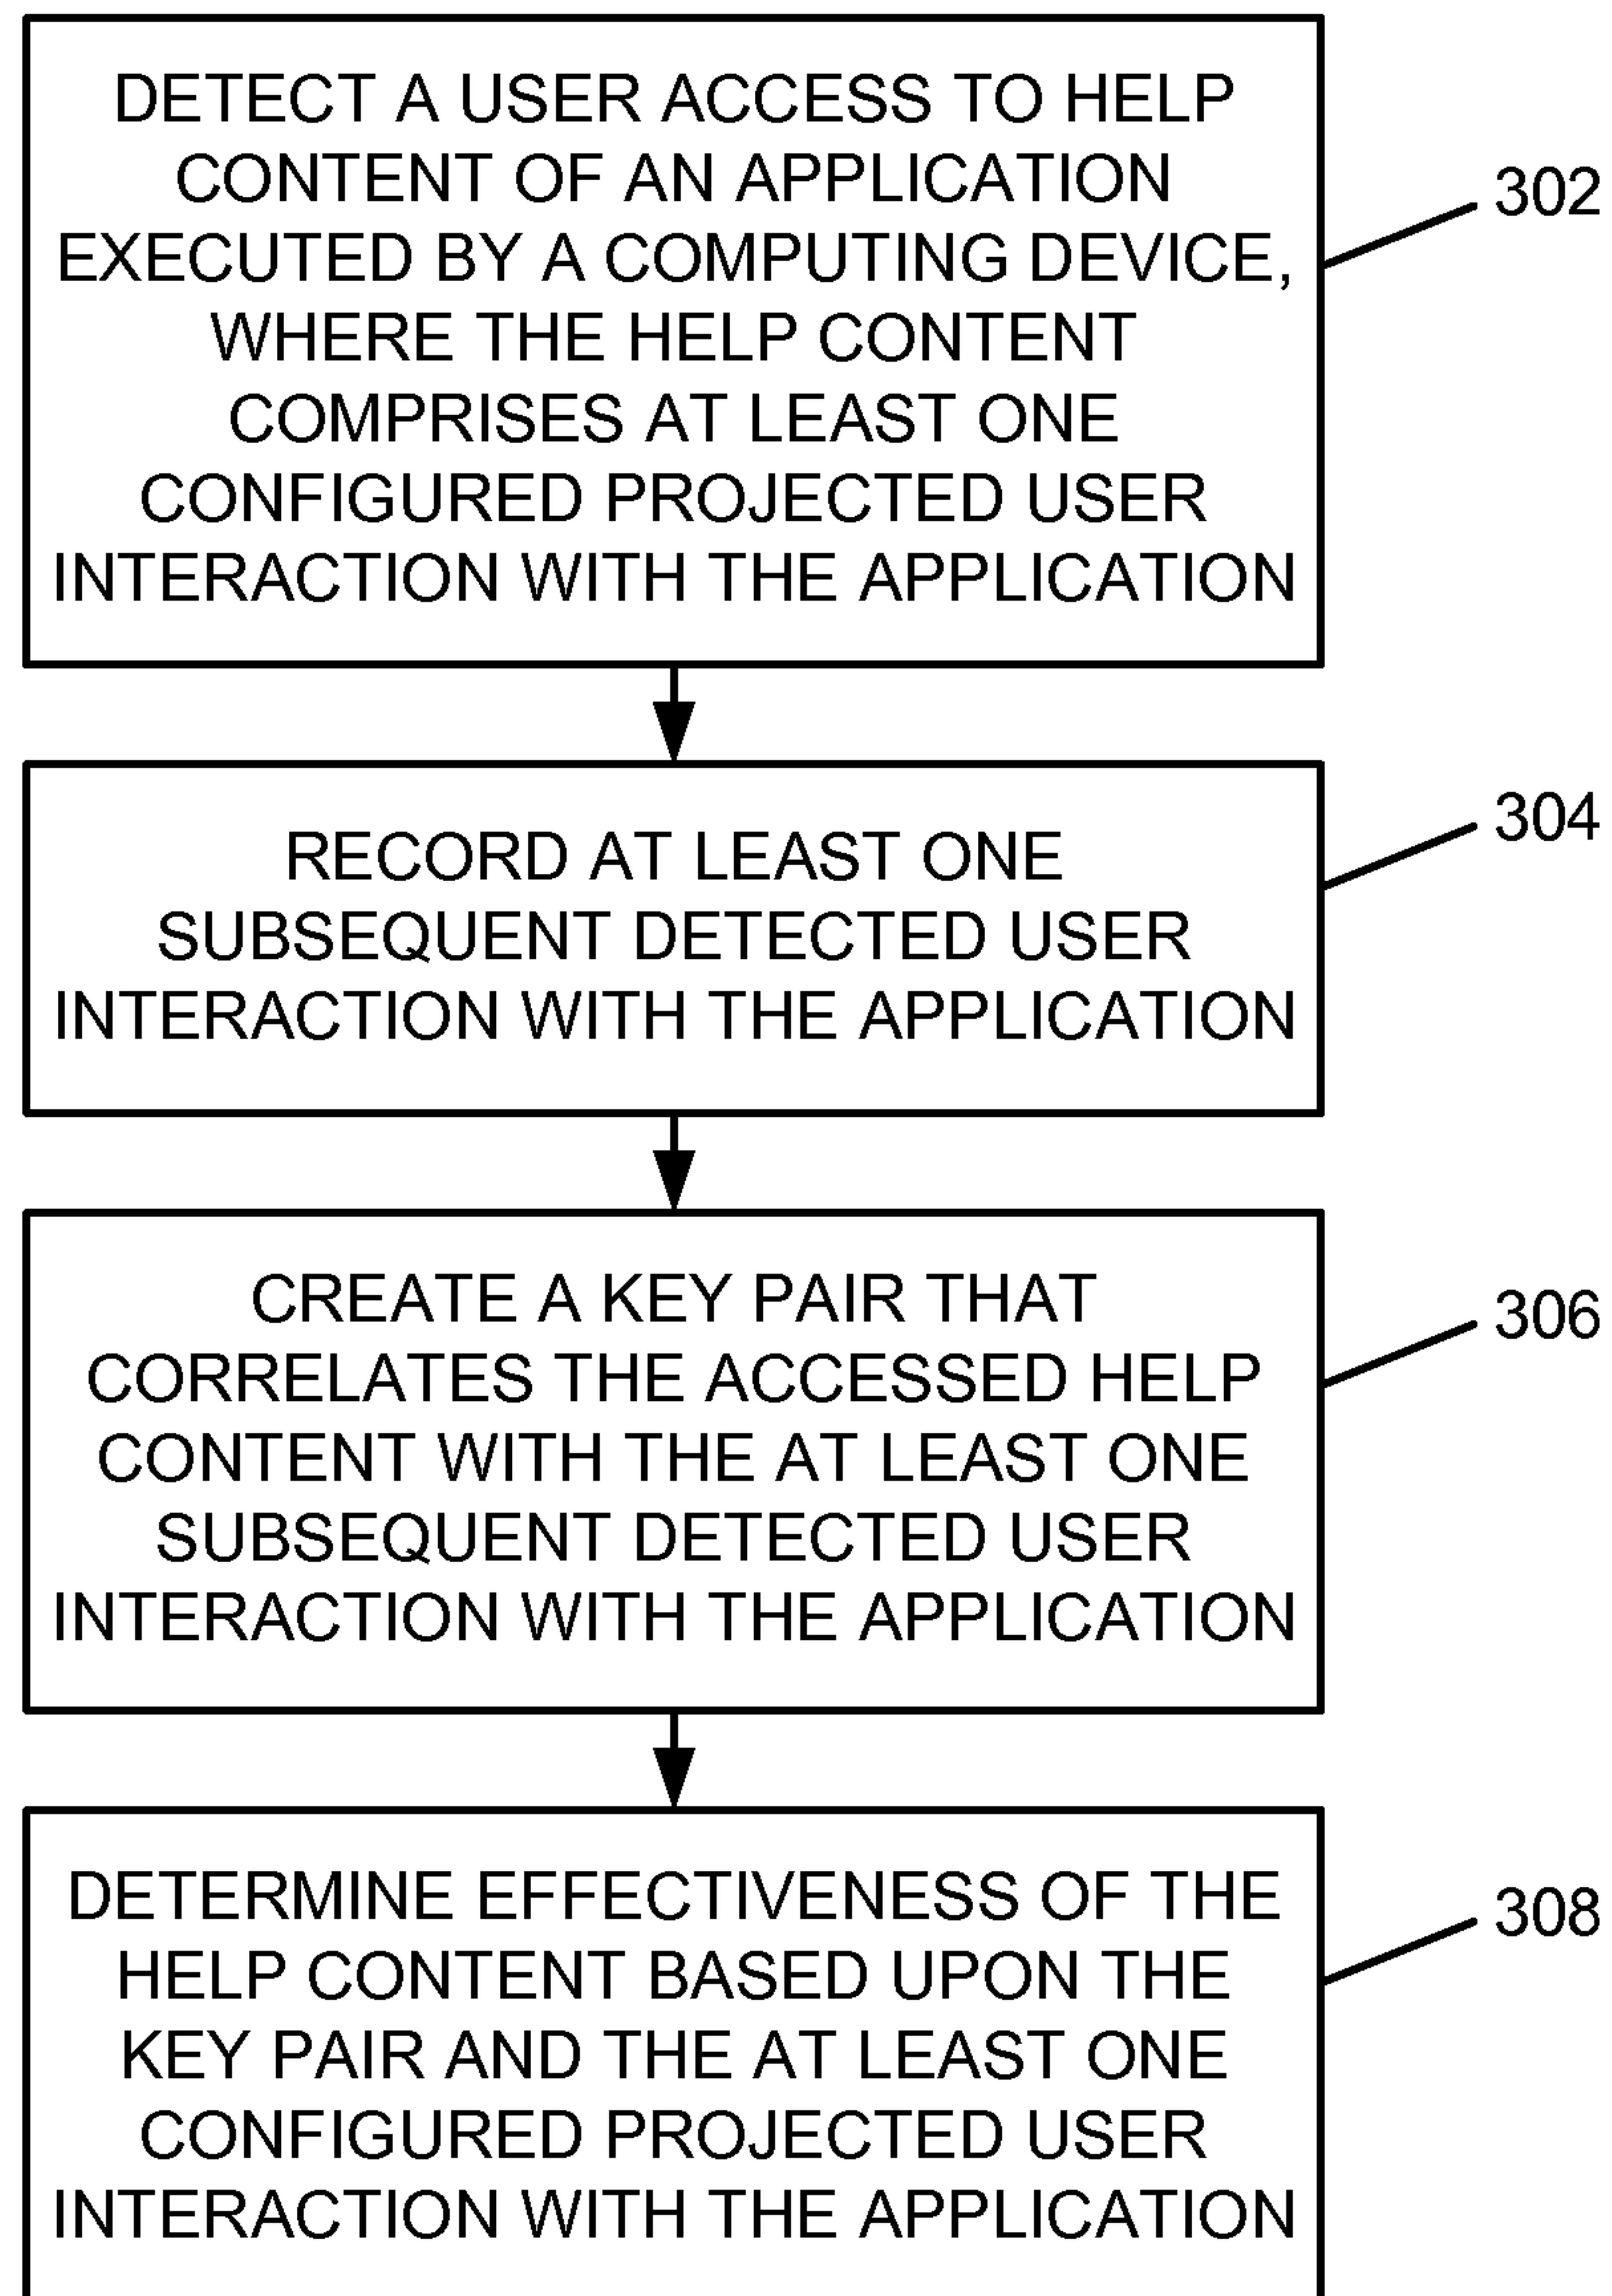 DETECT A USER ACCESS TO HELP
CONTENT OF AN APPLICATION
EXECUTED BY A COMPUTING DEVICE,
WHERE THE HELP CONTENT
COMPRISES AT LEAST ONE
CONFIGURED PROJECTED USER
INTERACTION WITH THE APPLICATION
302
RECORD AT LEAST ONE
SUBSEQUENT DETECTED USER
INTERACTION WITH THE APPLICATION
304
CREATE A KEY PAIR THAT
CORRELATES THE ACCESSED HELP
CONTENT WITH THE AT LEAST ONE
SUBSEQUENT DETECTED USER
INTERACTION WITH THE APPLICATION
306
DETERMINE EFFECTIVENESS OF THE
HELP CONTENT BASED UPON THE
KEY PAIR AND THE AT LEAST ONE
CONFIGURED PROJECTED USER
INTERACTION WITH THE APPLICATION
308